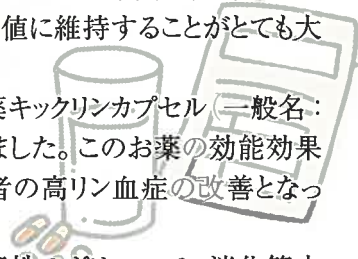 値に維持することがとても大
薬キックリンカプセル(一般名:
ました。このお薬の効能効果
者の高リン血症の改善となっ